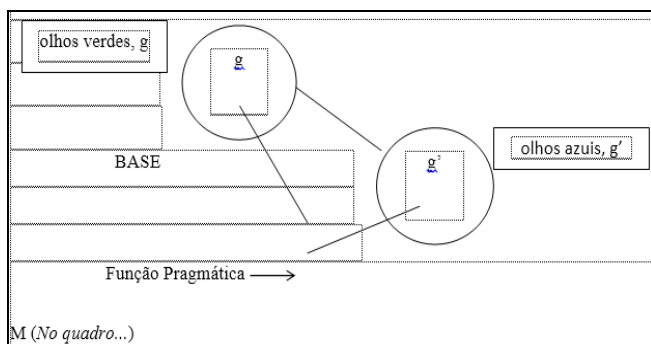 olhos verdes, g
g
g’
olhos azuis, g’
BASE
Função Pragmática
M (No quadro...)